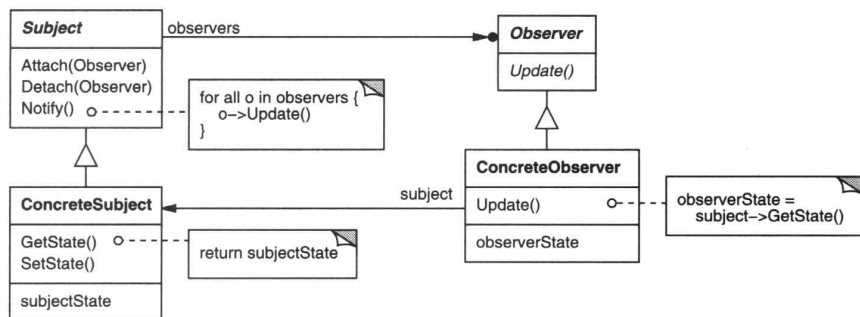 Subject
observers
Observer
Attach(Observer)
Detach(Observer)
Notify()
for all o in observers {
o->Update()
}
Update()
ConcreteObserver
subject
ConcreteSubject
Update()
observerState =
subject->GetState()
GetState()
SetState()
return subjectState
observerState
subjectState